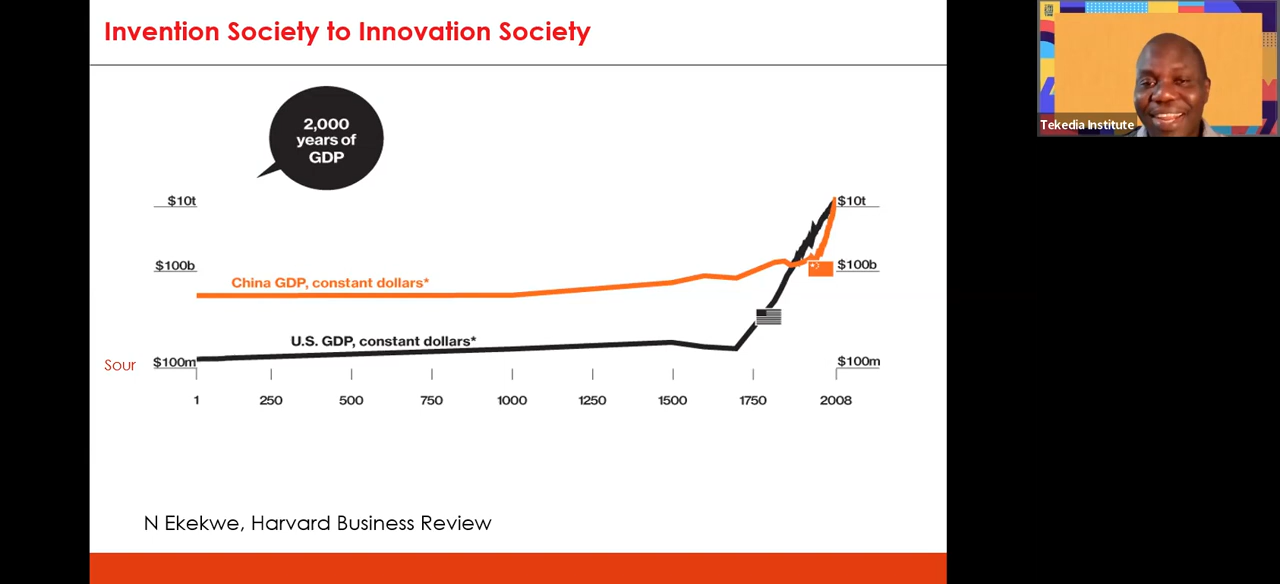 Invention Society to Innovation Society
2,000
years of
GDP
$10t
$10t
$100b
$100b
China GDP, constant dollars*
U.S. GDP, constant dollars*
Sour
$100m
$100m
1 250 500 750 1000 1250 1500 1750 2008
N Ekekwe, Harvard Business Review
Tekedia Institute